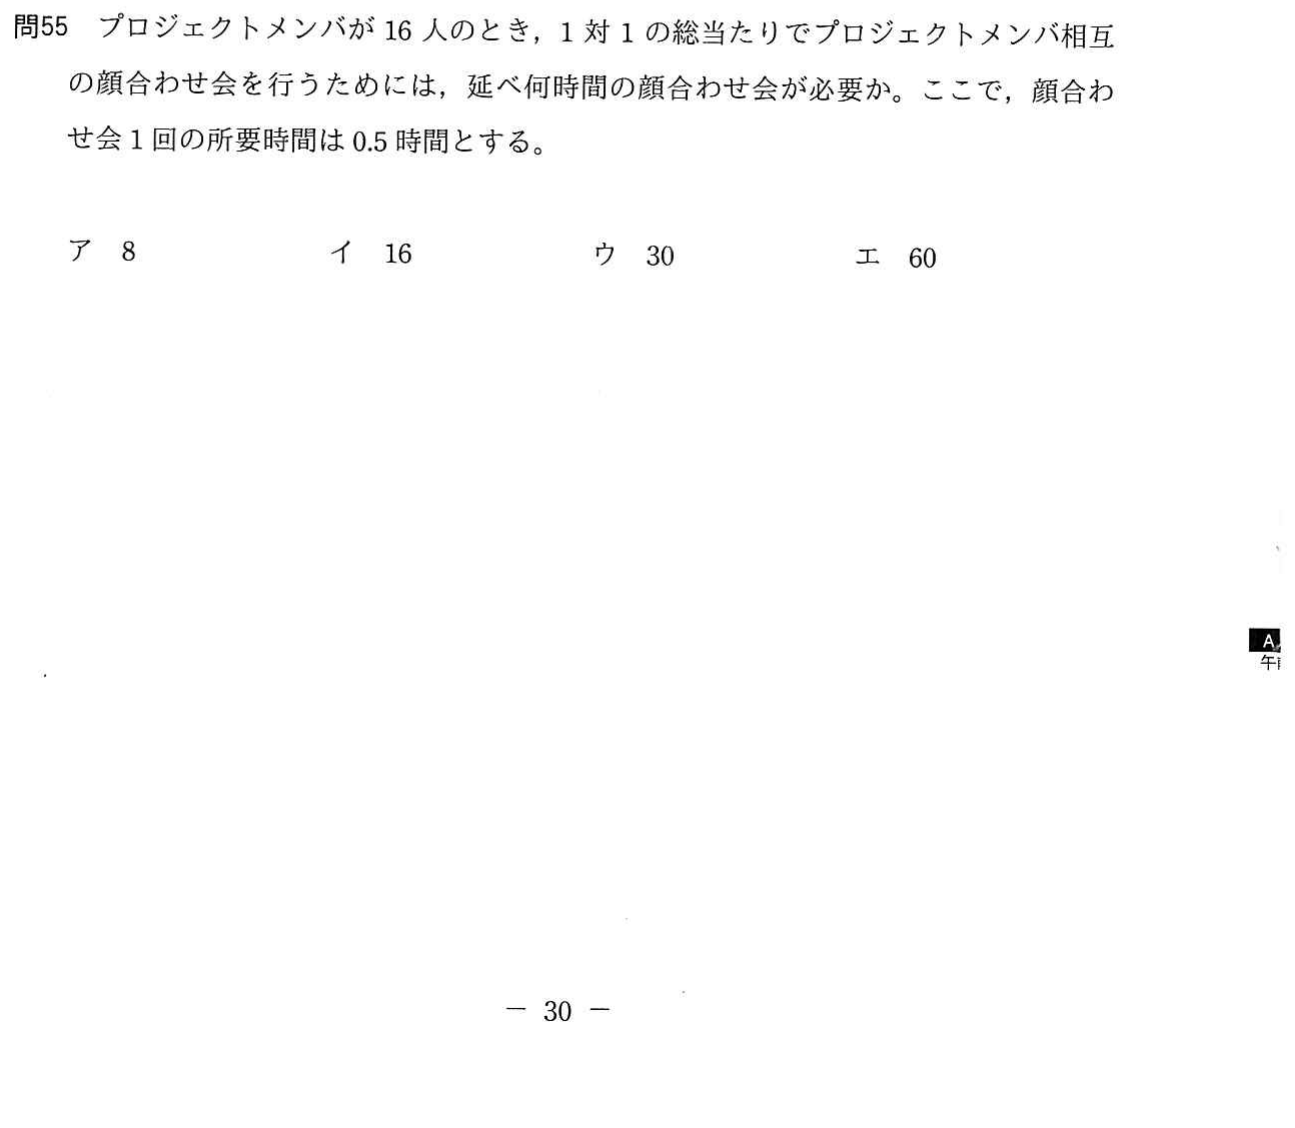 問55 プロジェクトメンバが 16 人のとき，1 対 1 の総当たりでプロジェクトメンバ相互
の顔合わせ会を行うためには，延べ何時間の顔合わせ会が必要か。ここで，顔合わ
せ会 1 回の所要時間は 0.5 時間とする。
ア 8 イ 16 ウ 30 エ 60
A
午
－ 30 －